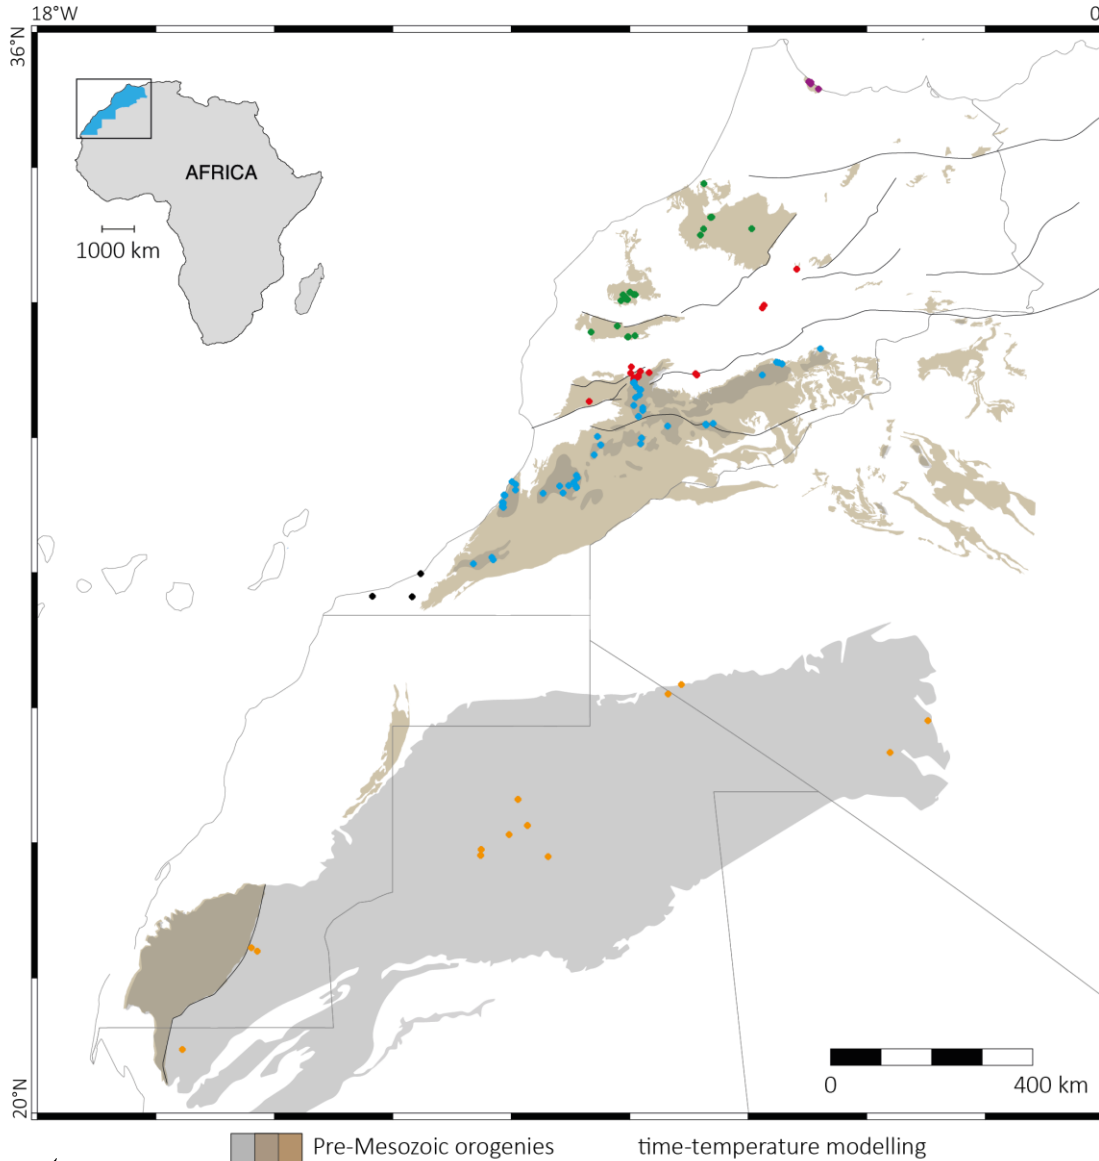 18°W
0
36°N
AFRICA
1000 km
20°N
0
400 km
Pre-Mesozoic orogenies
time-temperature modelling